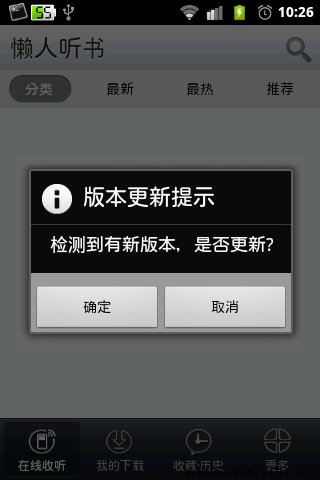 55
10:26
懒人听书
分类 最新 最热 推荐
版本更新提示
检测到有新版本，是否更新?
确定 取消
在线收听 我的下载 收藏·历史 更多